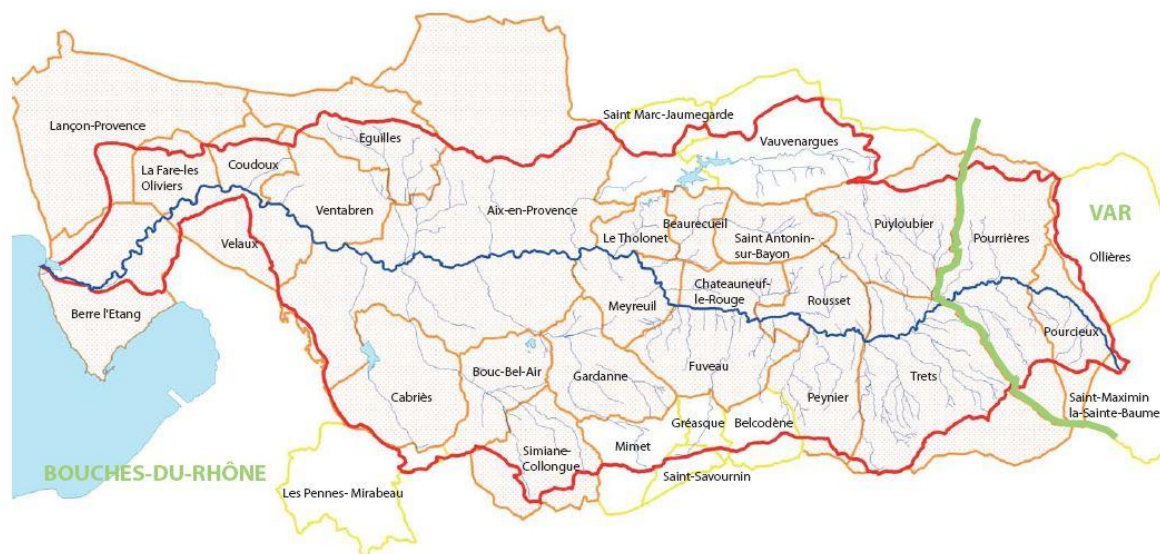 Saint Marc-Jaumegarde
Lançon-Provence
Éguilles
Vauvenargues
La Fare-les
Oliviers
Coudoux
Ventabren
Aix-en-Provence
Beaurecueil
Puyloubier
VAR
Le Tholonet
Saint Antonin-
sur-Bayon
Pourrières
Velaux
Ollières
Chateauneuf-
le-Rouge
Meyreuil
Rousset
Berre l'Etang
Pourcieux
Bouc-Bel-Air
Gardanne
Fuveau
Trets
Cabriès
Peynier
Saint-Maximin
la-Sainte-Baume
Gréasque
Belcodène
Mimet
Simiane-
Collongue
BOUCHES-DU-RHÔNE
Saint-Savournin
Les Pennes- Mirabeau